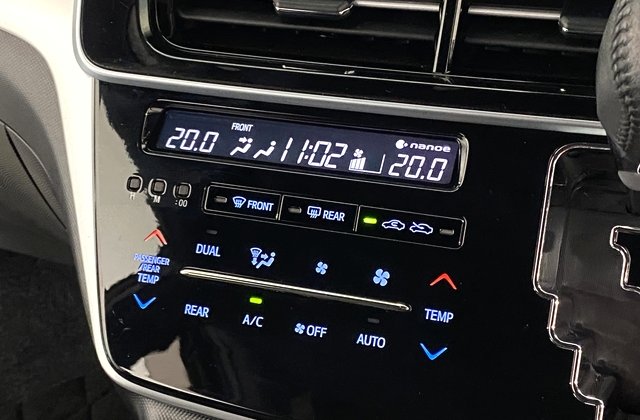 FRONT
20.0 11:02 nanoe 20.0
H M :00
FRONT REAR
DUAL
PASSENGER
/REAR
TEMP
REAR A/C OFF AUTO TEMP